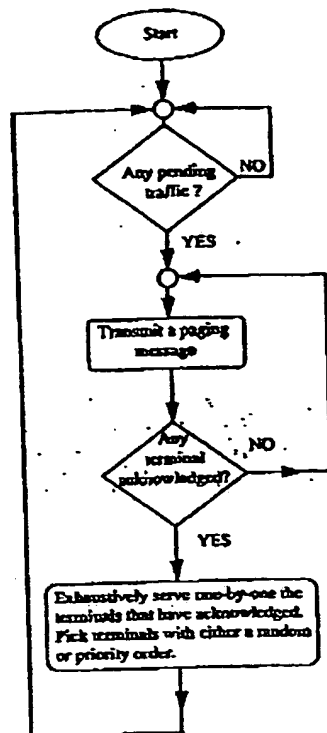 Start
Any pending
traffic ?
NO
YES
Transmit a paging
message
Any
terminal
acknowledged?
NO
YES
Exhaustively serve one-by-one the
terminals that have acknowledged.
Pick terminals with either a random
or priority order.